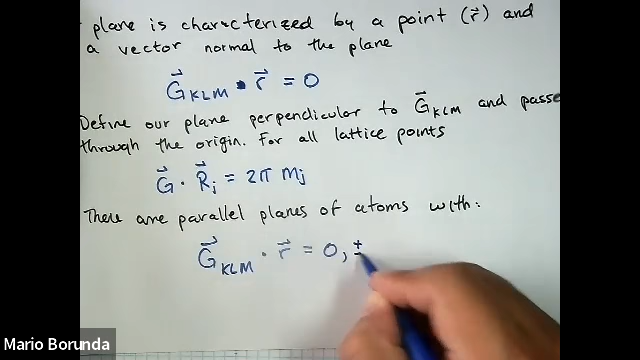 plane is characterized by a point (r⃗) and
a vector normal to the plane
G⃗KLM • r⃗ = 0
Define our plane perpendicular to G⃗KLM and passe
through the origin. For all lattice points
G⃗ · R⃗j = 2π mj
There are parallel planes of atoms with:
G⃗KLM · r⃗ = 0, ±
Mario Borunda